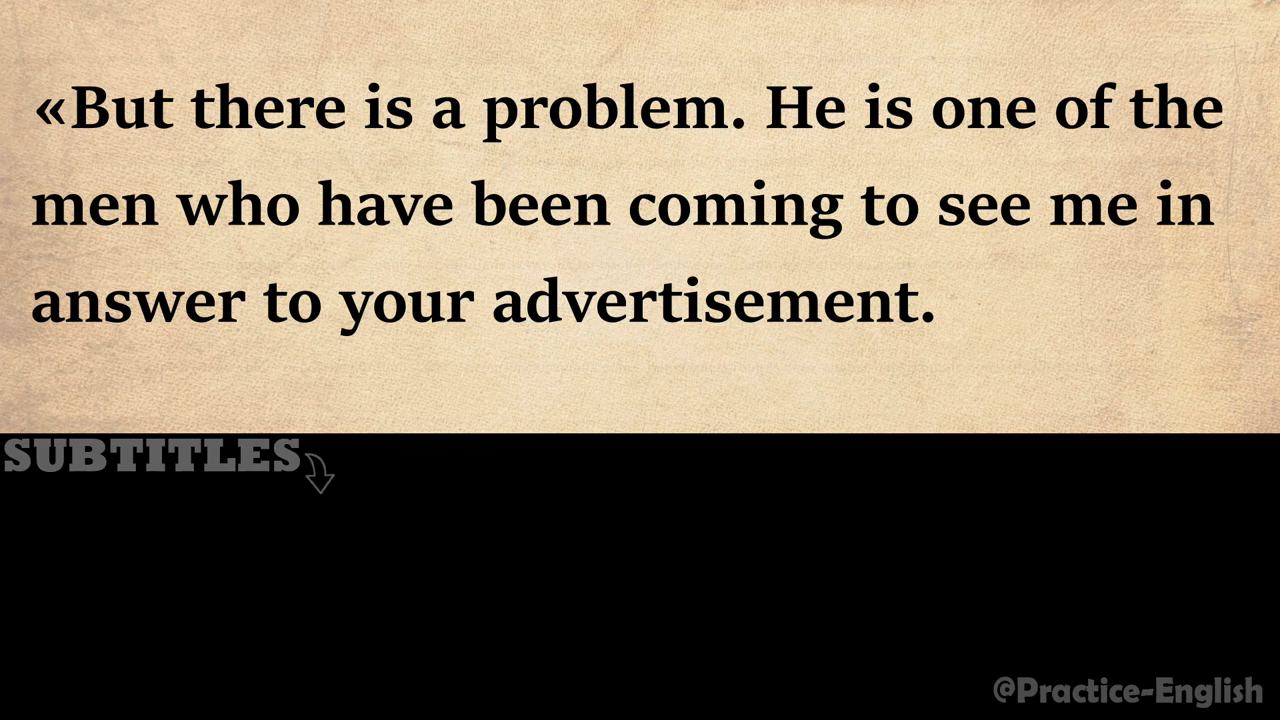 «But there is a problem. He is one of the
men who have been coming to see me in
answer to your advertisement.
SUBTITLES
@Practice-English